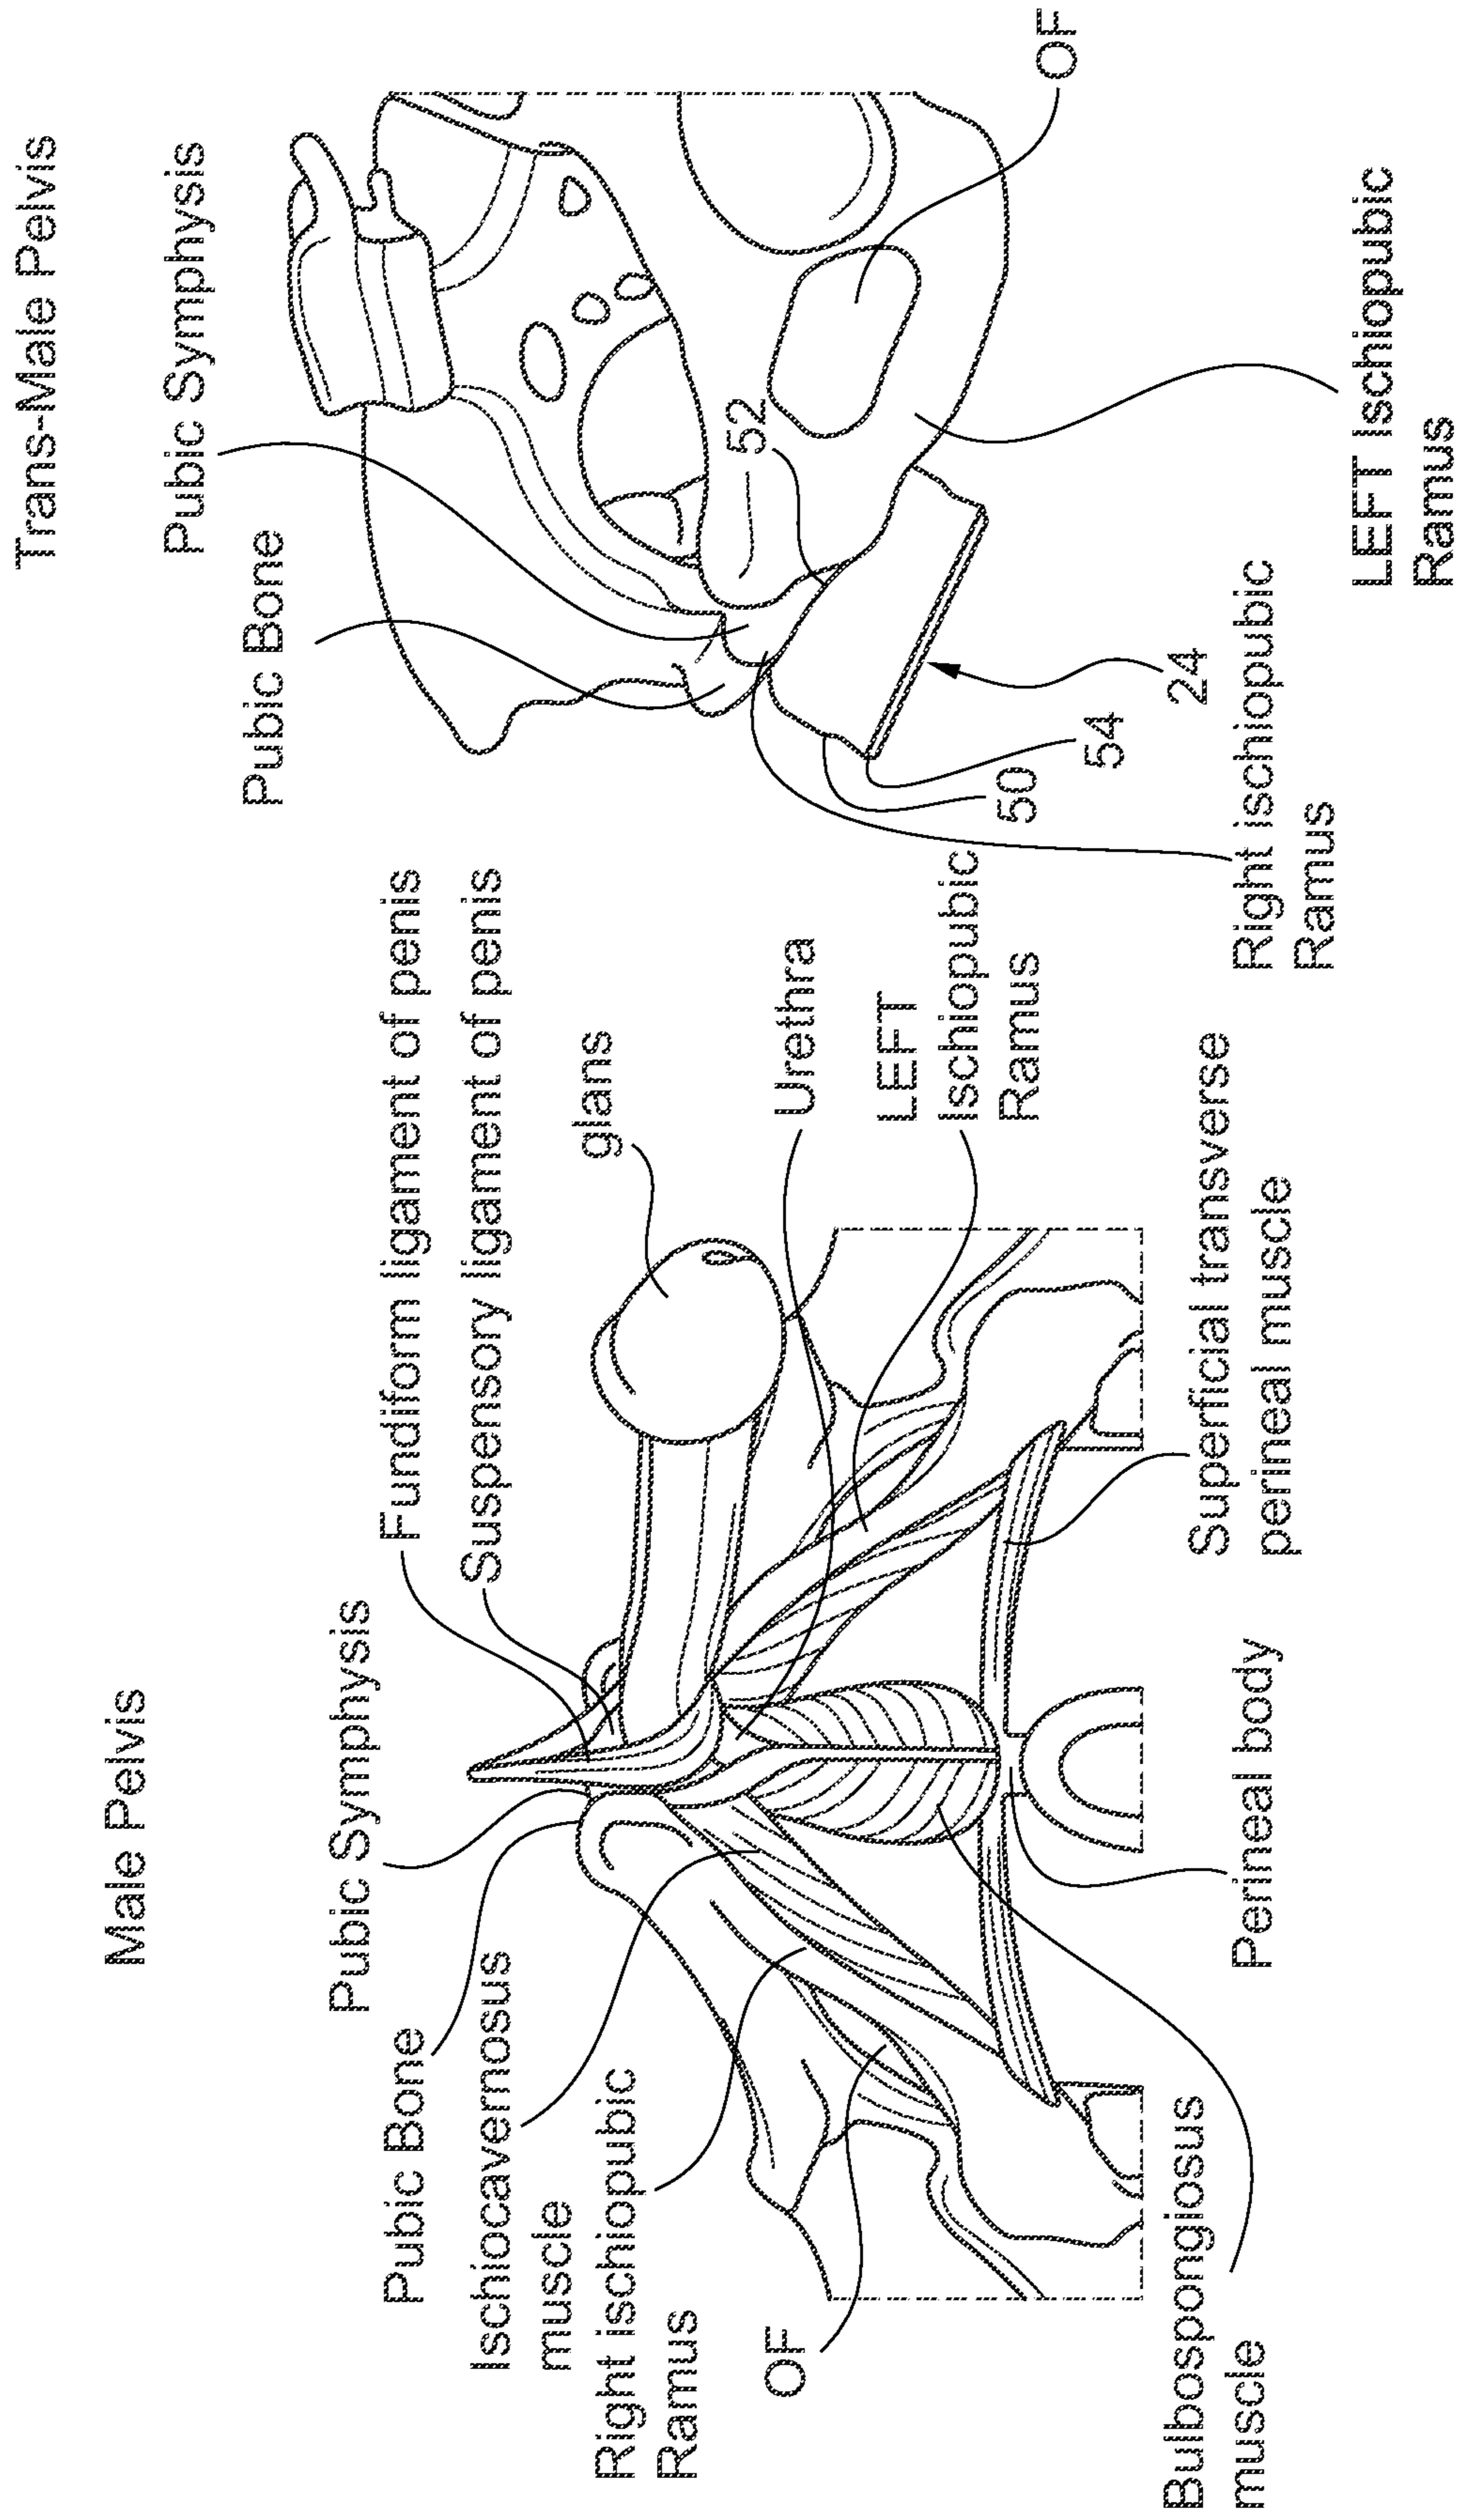 Male Pelvis
Pubic Symphysis
Pubic Bone
Ischiocavernosus
muscle
Right ischiopubic
Ramus
OF
Bulbospongiosus
muscle
Fundiform ligament of penis
Suspensory ligament of penis
glans
Urethra
LEFT
Ischiopubic
Ramus
Superficial transverse
perineal muscle
Perineal body
Trans-Male Pelvis
Pubic Symphysis
Pubic Bone
52
OF
50
54
24
Right ischiopubic
Ramus
LEFT Ischiopubic
Ramus